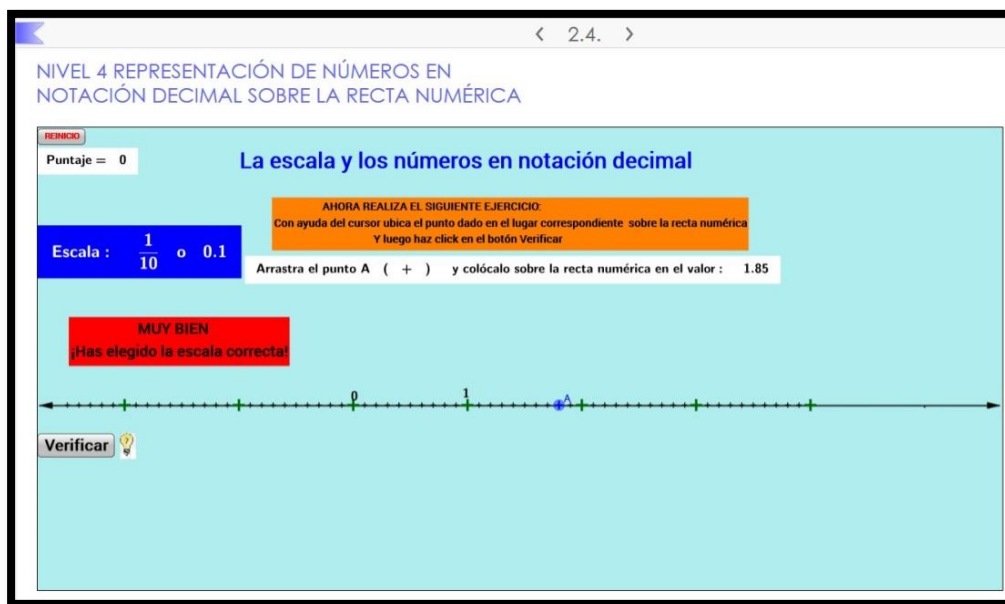 < 2.4. >
NIVEL 4 REPRESENTACIÓN DE NÚMEROS EN
NOTACIÓN DECIMAL SOBRE LA RECTA NUMÉRICA
REINICIO
Puntaje = 0
La escala y los números en notación decimal
AHORA REALIZA EL SIGUIENTE EJERCICIO:
Con ayuda del cursor ubica el punto dado en el lugar correspondiente sobre la recta numérica
Y luego haz click en el botón Verificar
Escala : 1/10 o 0.1
Arrastra el punto A ( + ) y colócalo sobre la recta numérica en el valor : 1.85
MUY BIEN
¡Has elegido la escala correcta!
0 1 A
Verificar